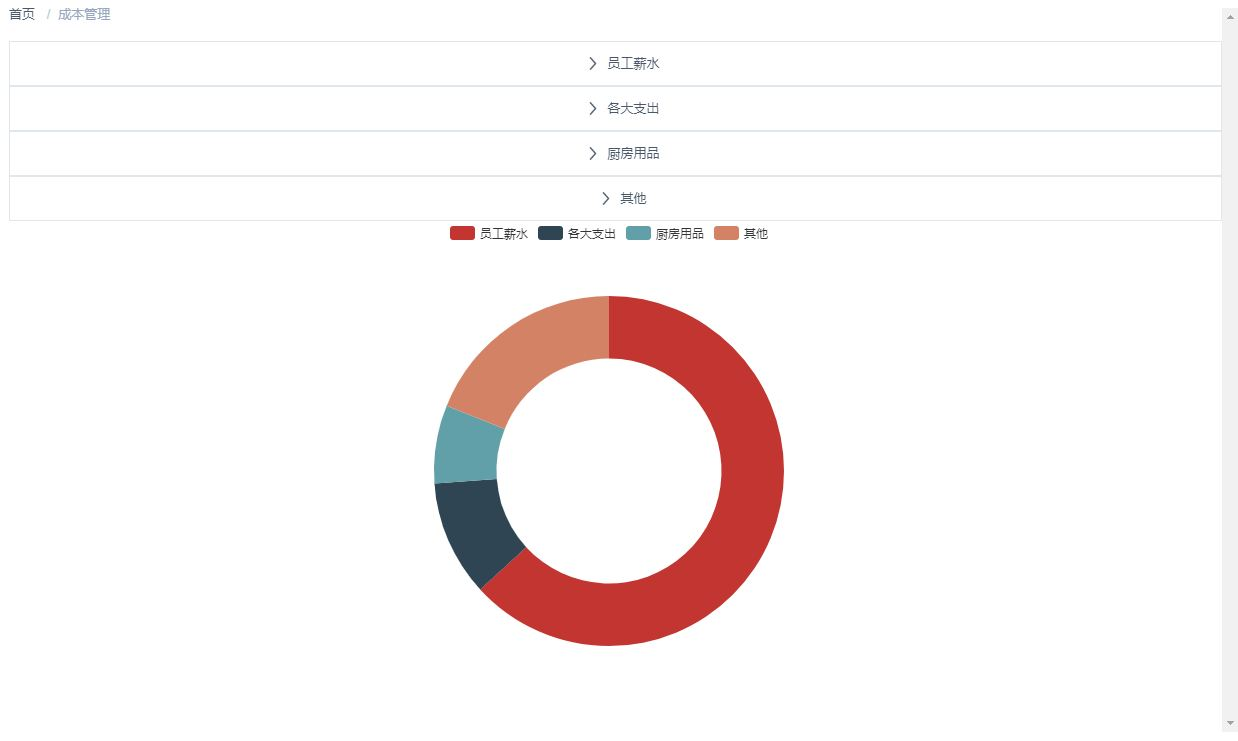 首页 / 成本管理
员工薪水
各大支出
厨房用品
其他
员工薪水 各大支出 厨房用品 其他